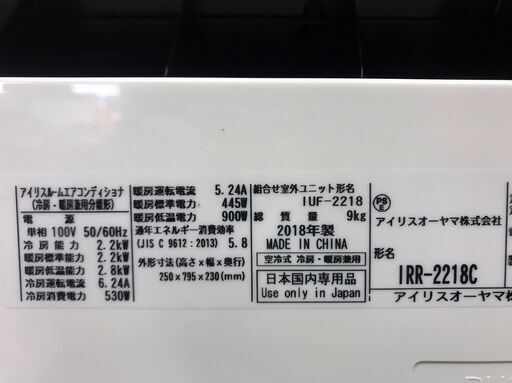 アイリスルームエアコンディショナ
(冷房・暖房兼用分離形)
電源
単相 100V 50/60Hz
冷房能力 2.2kW
暖房標準能力 2.2kW
暖房低温能力 2.8kW
冷房運転電流 6.24A
冷房消費電力 530W
暖房運転電流 5.24A
暖房標準電力 445W
暖房低温電力 900W
通年エネルギー消費効率
(JIS C 9612:2013) 5.8
外形寸法(高さ×幅×奥行)
250×795×230(mm)
組合せ室外ユニット形名
IUF-2218
総質量 9kg
2018年製
MADE IN CHINA
空冷式 冷房・暖房兼用
日本国内専用品
Use only in Japan
PS
E
アイリスオーヤマ株式会社
形名
IRR-2218C
アイリスオーヤマ株